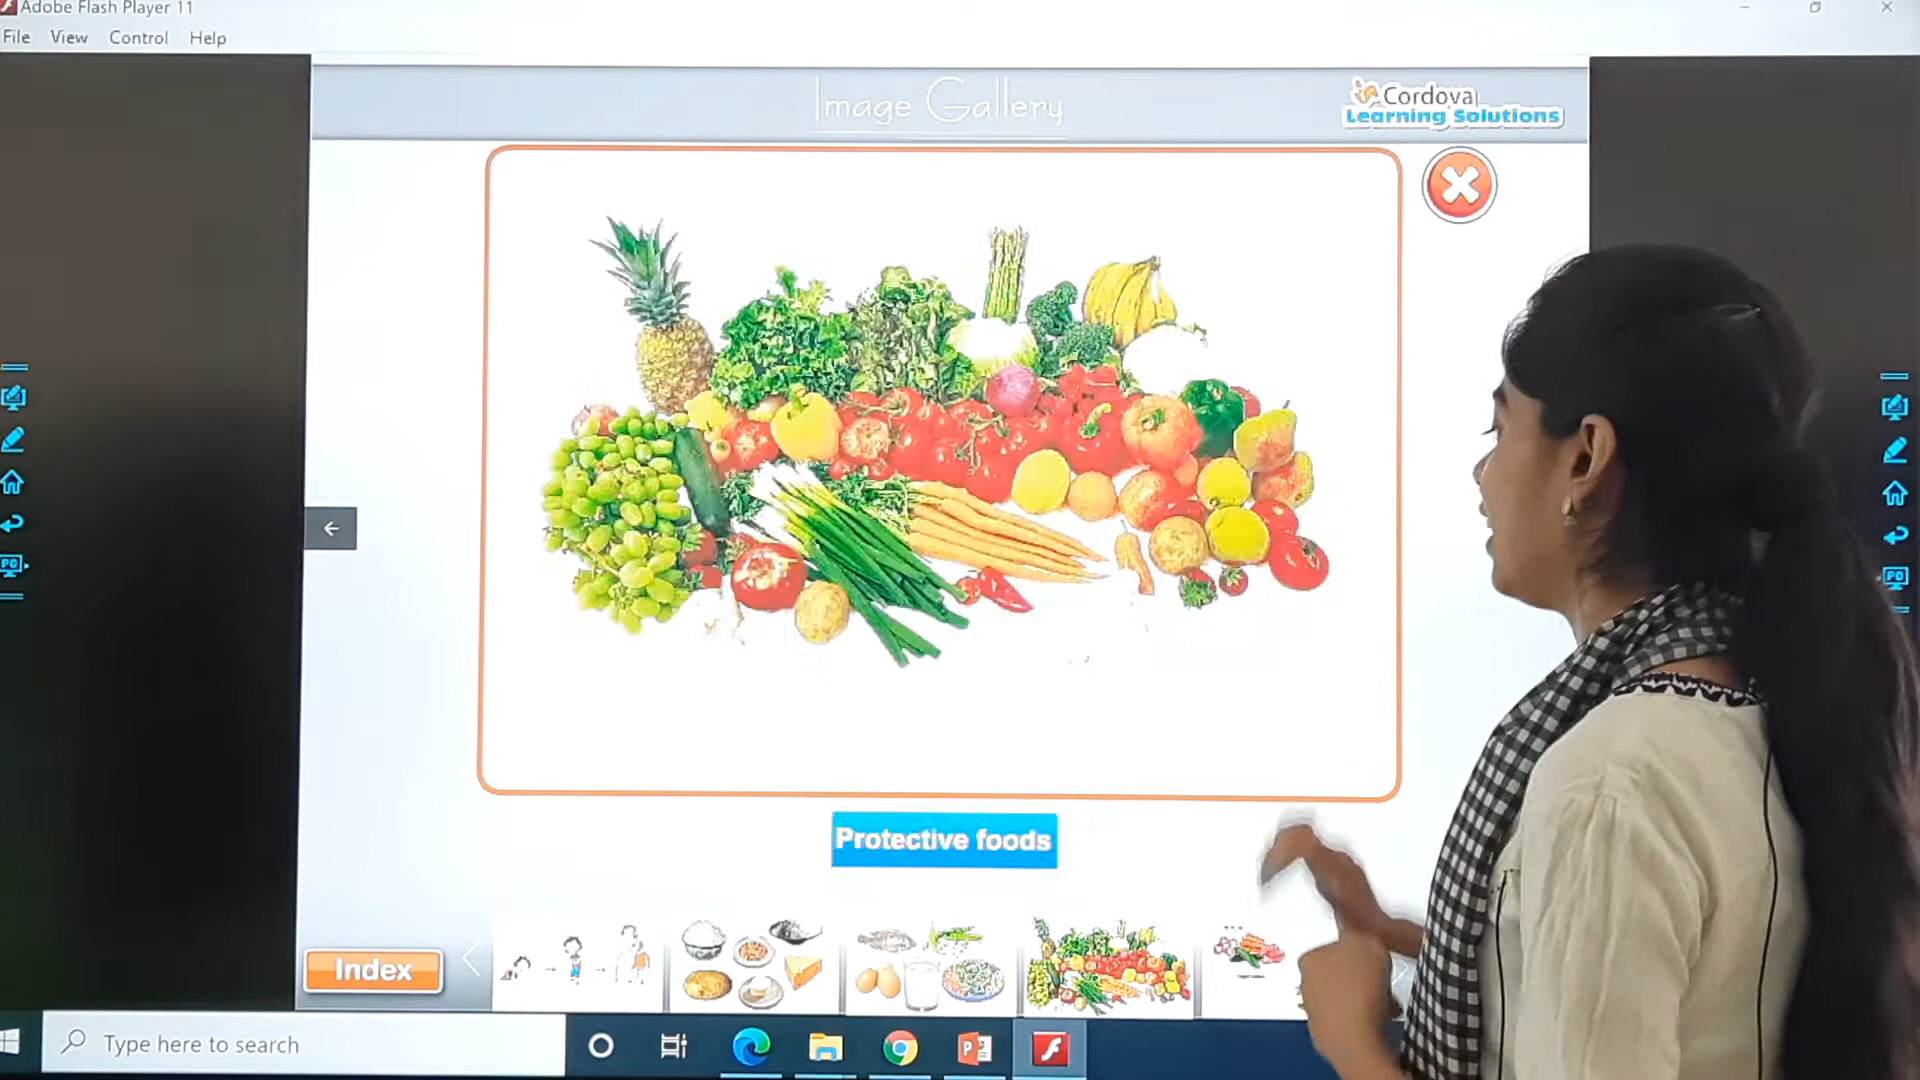 Adobe Flash Player 11
File View Control Help
Image Gallery
Cordova
Learning Solutions
Protective foods
Index
Type here to search